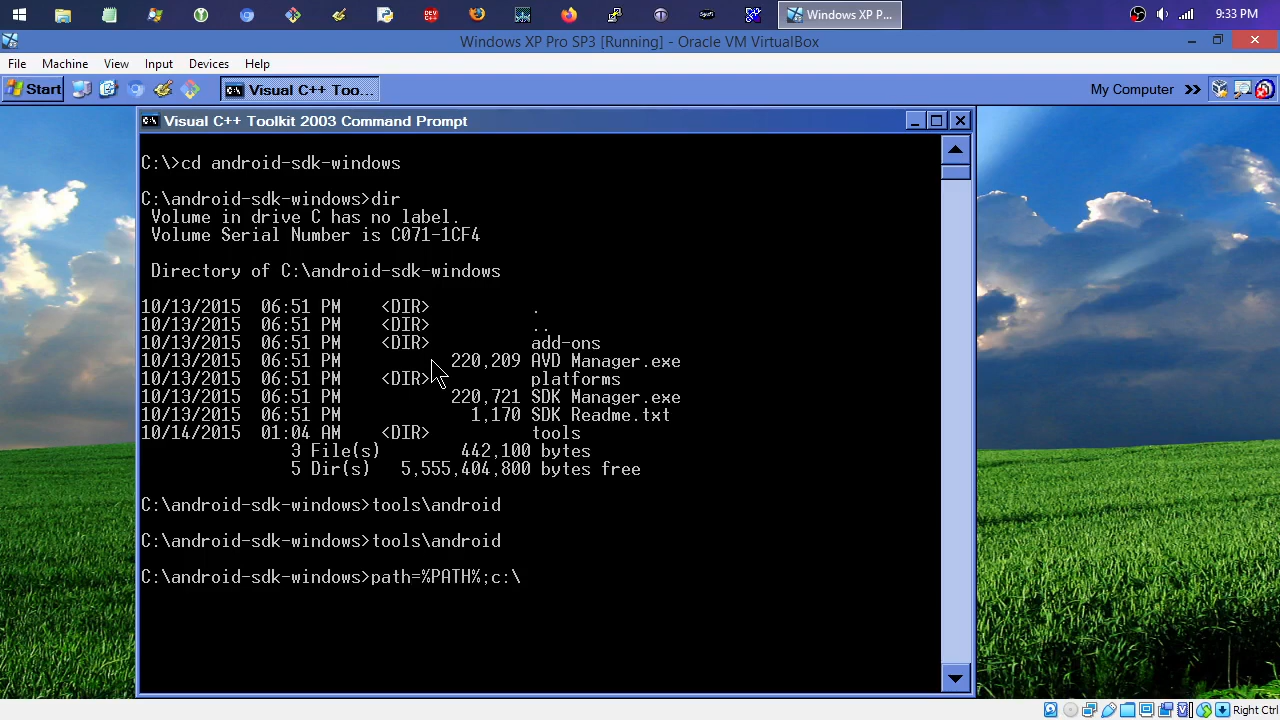 Windows XP P...
9:33 PM
Windows XP Pro SP3 [Running] - Oracle VM VirtualBox
File Machine View Input Devices Help
Start
Visual C++ Too...
My Computer
Visual C++ Toolkit 2003 Command Prompt
C:\>cd android-sdk-windows
C:\android-sdk-windows>dir
Volume in drive C has no label.
Volume Serial Number is C071-1CF4
Directory of C:\android-sdk-windows
10/13/2015 06:51 PM <DIR> .
10/13/2015 06:51 PM <DIR> ..
10/13/2015 06:51 PM <DIR> add-ons
10/13/2015 06:51 PM 220,209 AVD Manager.exe
10/13/2015 06:51 PM <DIR> platforms
10/13/2015 06:51 PM 220,721 SDK Manager.exe
10/13/2015 06:51 PM 1,170 SDK Readme.txt
10/14/2015 01:04 AM <DIR> tools
3 File(s) 442,100 bytes
5 Dir(s) 5,555,404,800 bytes free
C:\android-sdk-windows>tools\android
C:\android-sdk-windows>tools\android
C:\android-sdk-windows>path=%PATH%;c:\
Right Ctrl